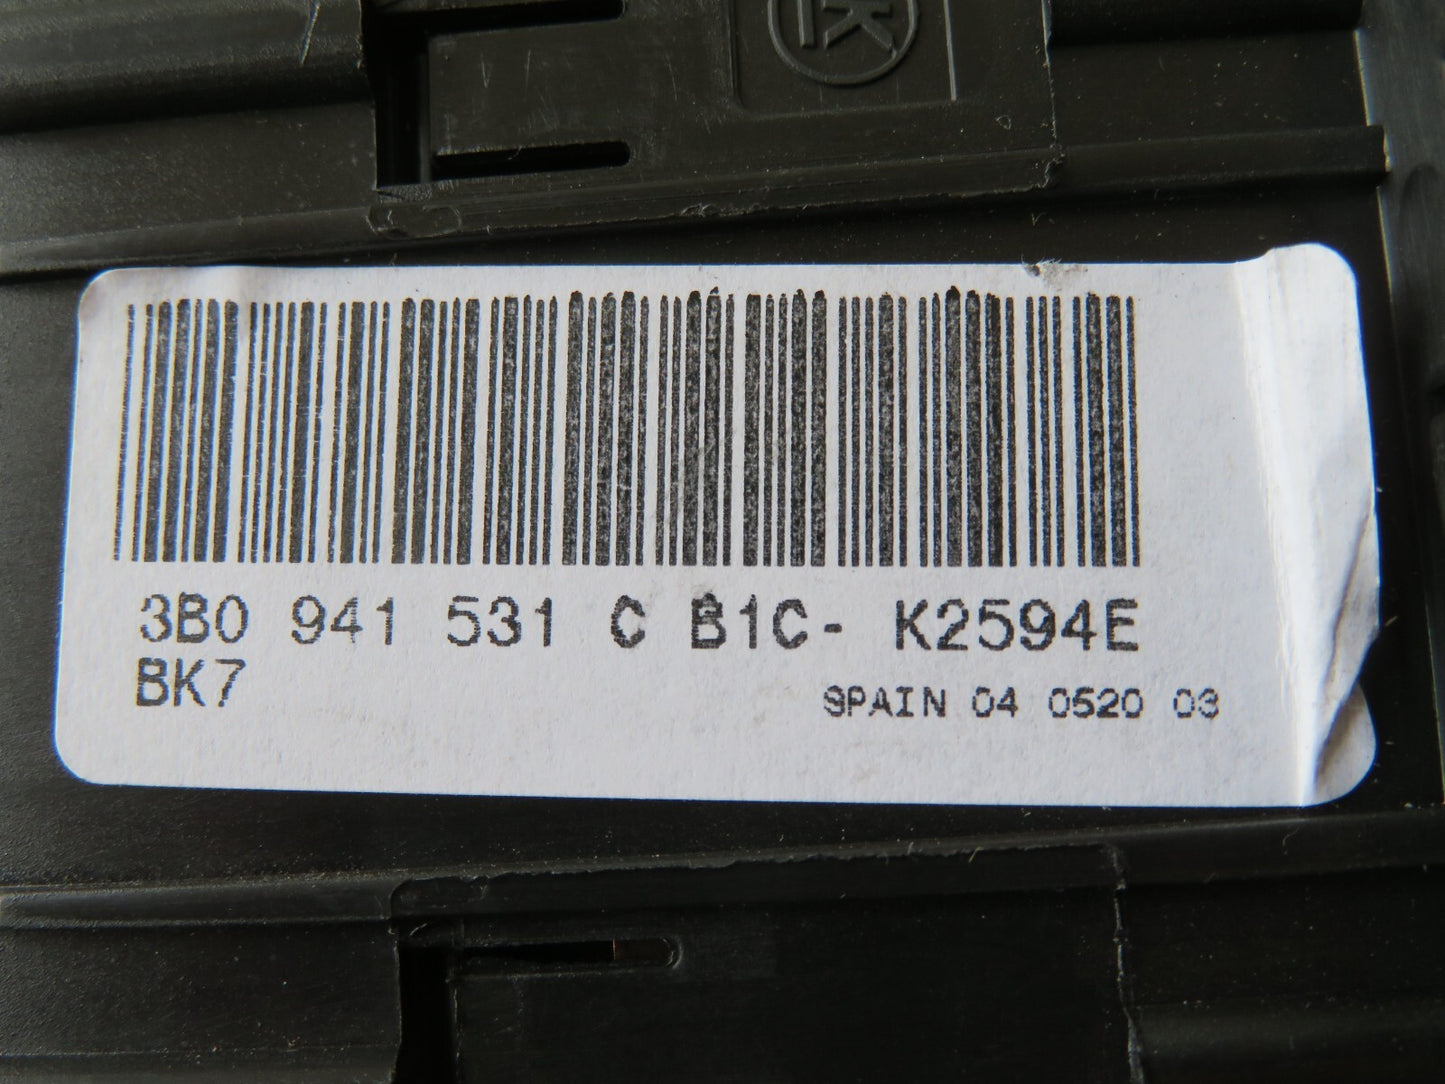 3B0 941 531 C B1C- K2594E
BK7
SPAIN 04 0520 03